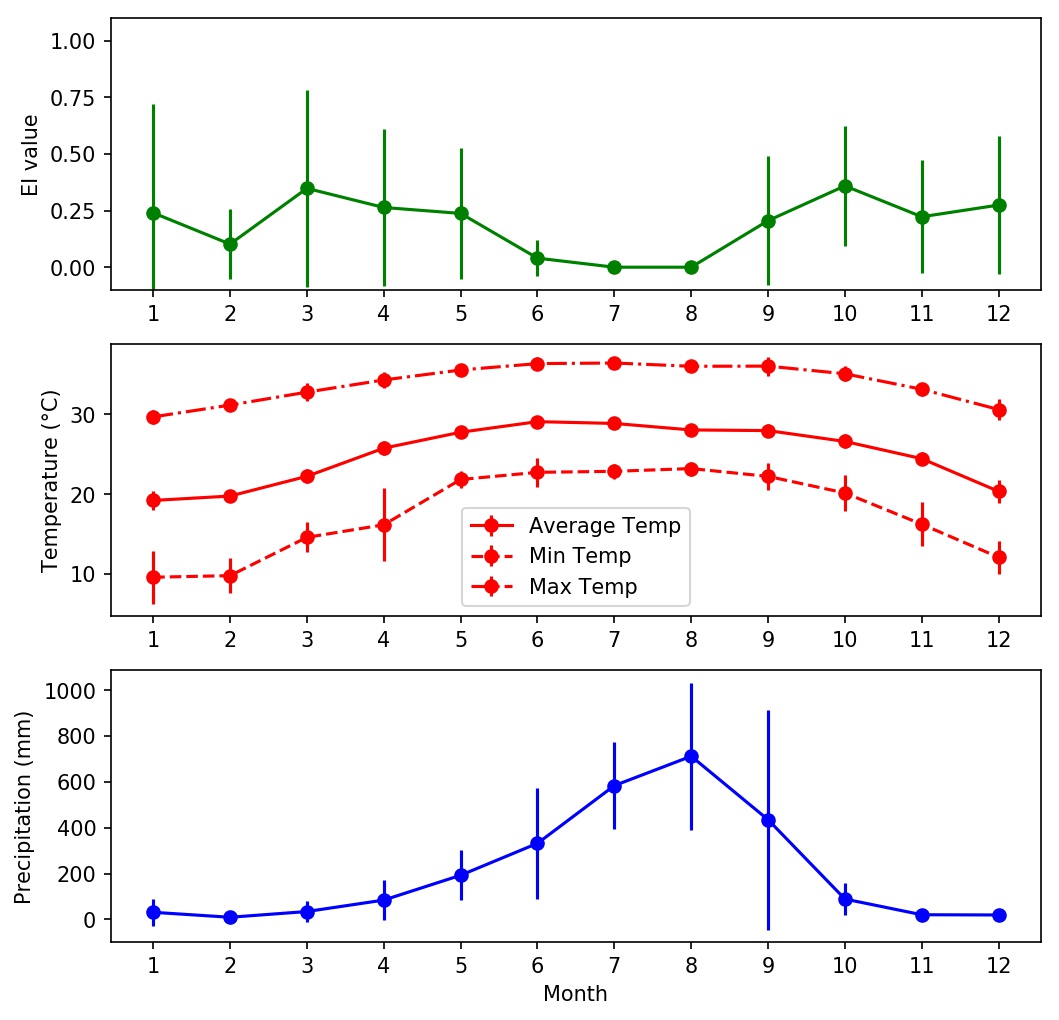 EI value
1.00
0.75
0.50
0.25
0.00
1 2 3 4 5 6 7 8 9 10 11 12
Temperature (°C)
30
20
10
Average Temp
Min Temp
Max Temp
1 2 3 4 5 6 7 8 9 10 11 12
Precipitation (mm)
1000
800
600
400
200
0
1 2 3 4 5 6 7 8 9 10 11 12
Month